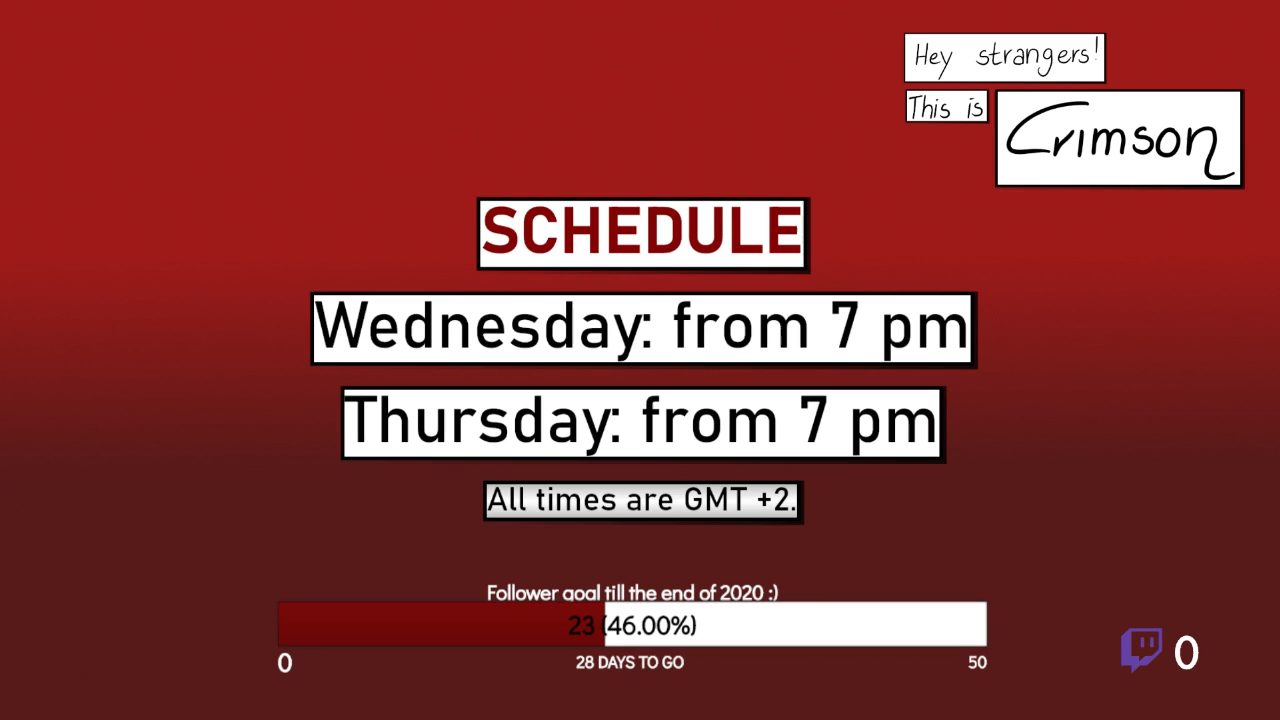 Hey strangers!
This is Crimson
SCHEDULE
Wednesday: from 7 pm
Thursday: from 7 pm
All times are GMT +2.
Follower goal till the end of 2020 :)
23 (46.00%)
0 28 DAYS TO GO 50
0